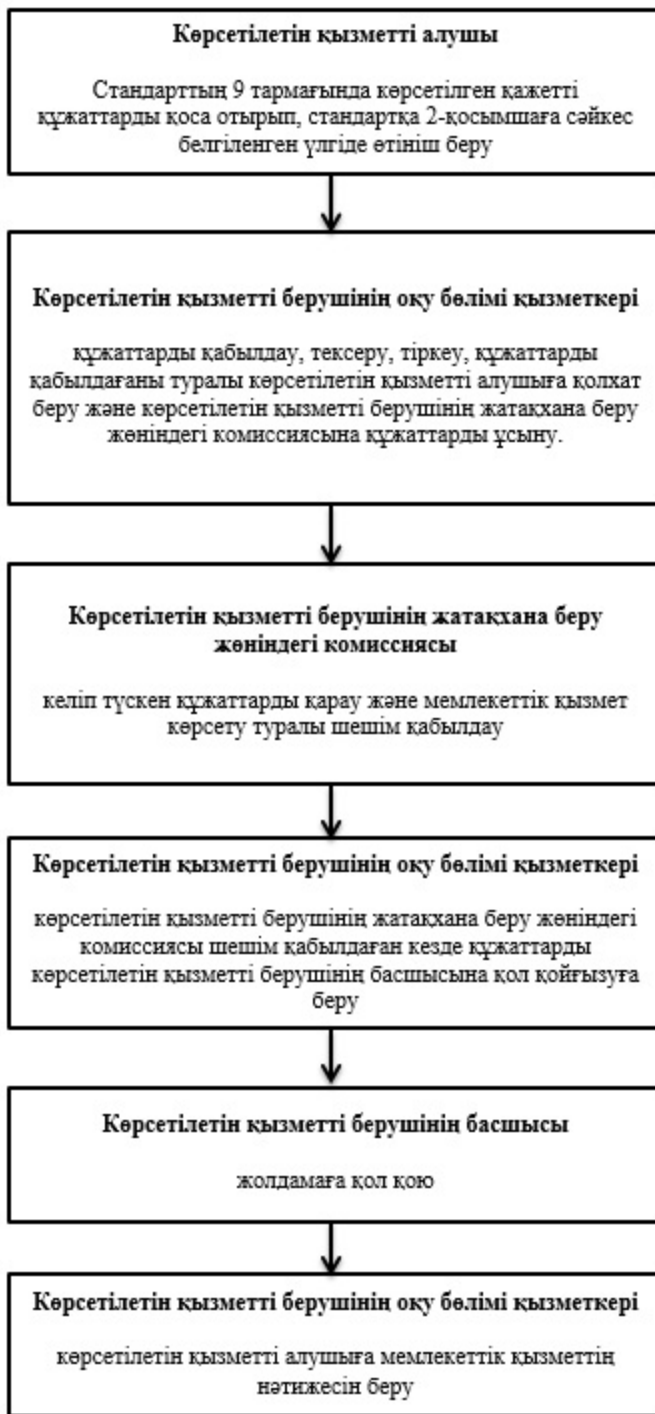 Көрсетілетін қызметті алушы
Стандарттың 9 тармағында көрсетілген қажетті
құжаттарды қоса отырып, стандартқа 2-қосымшаға сәйкес
белгіленген үлгіде өтініш беру
Көрсетілетін қызметті берушінің оқу бөлімі қызметкері
құжаттарды қабылдау, тексеру, тіркеу, құжаттарды
қабылдағаны туралы көрсетілетін қызметті алушыға қолхат
беру және көрсетілетін қызметті берушінің жатақхана беру
жөніндегі комиссиясына құжаттарды ұсыну.
Көрсетілетін қызметті берушінің жатақхана беру
жөніндегі комиссиясы
келіп түскен құжаттарды қарау және мемлекеттік қызмет
көрсету туралы шешім қабылдау
Көрсетілетін қызметті берушінің оқу бөлімі қызметкері
көрсетілетін қызметті берушінің жатақхана беру жөніндегі
комиссиясы шешім қабылдаған кезде құжаттарды
көрсетілетін қызметті берушінің басшысына қол қойғызуға
беру
Көрсетілетін қызметті берушінің басшысы
жолдамаға қол қою
Көрсетілетін қызметті берушінің оқу бөлімі қызметкері
көрсетілетін қызметті алушыға мемлекеттік қызметтің
нәтижесін беру